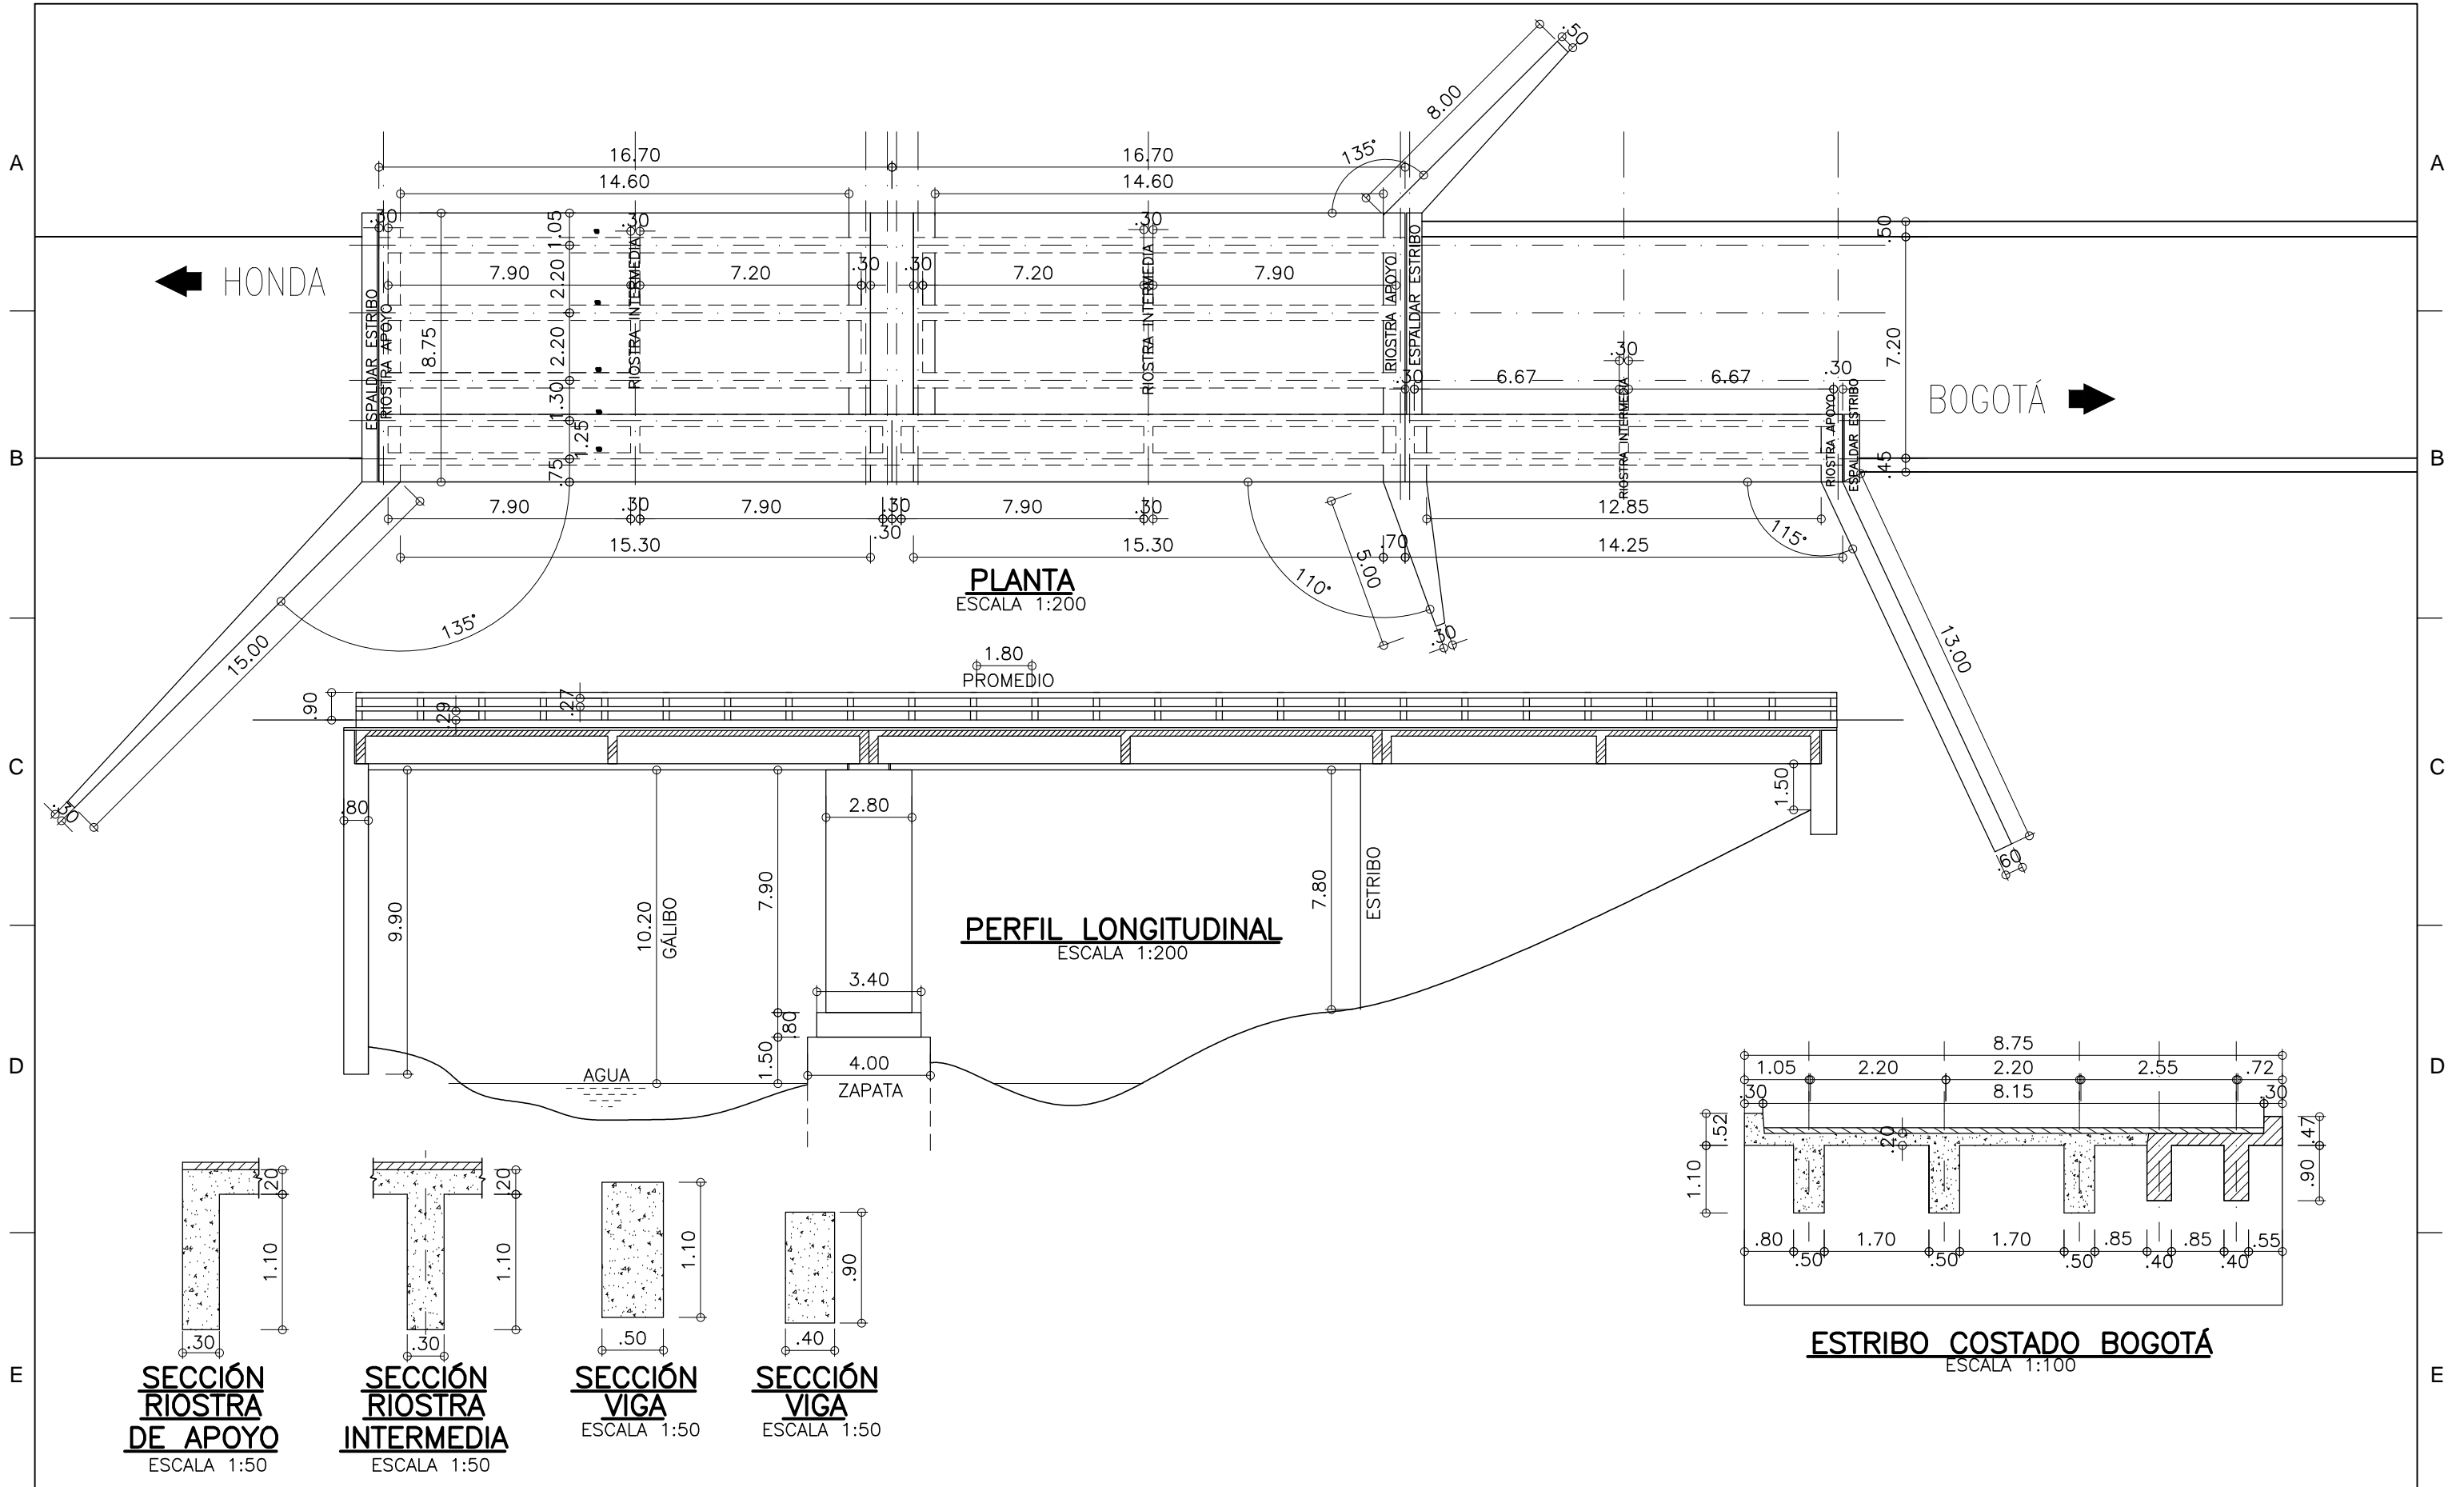 .50
8.00
135°
16.70
16.70
14.60
14.60
A
A
.30
1.05
.30
.30
.50
HONDA
7.90
2.20
RIOSTRA INTERMEDIA
7.20
.30
.30
7.20
RIOSTRA INTERMEDIA
7.90
RIOSTRA APOYO
ESPALDAR ESTRIBO
ESPALDAR ESTRIBO
RIOSTRA APOYO
8.75
2.20
7.20
.30
6.67
6.67
.30
.30
BOGOTÁ
1.30
1.25
.75
RIOSTRA INTERMEDIA
RIOSTRA APOYO
ESPALDAR ESTRIBO
.45
B
B
7.90
.30
7.90
.30
.30
7.90
.30
12.85
115°
15.30
15.30
.70
14.25
5.00
110°
PLANTA
ESCALA 1:200
135°
15.00
.30
13.00
1.80
PROMEDIO
.90
.29
.27
C
C
.30
.80
2.80
1.50
.60
9.90
10.20
GÁLIBO
7.90
7.80
ESTRIBO
PERFIL LONGITUDINAL
ESCALA 1:200
3.40
.80
1.50
4.00
AGUA
ZAPATA
D
D
8.75
1.05
2.20
2.20
2.55
.72
.30
8.15
.30
.52
.20
.47
1.10
.90
.80
.50
1.70
.50
1.70
.50
.85
.40
.85
.40
.55
ESTRIBO COSTADO BOGOTÁ
ESCALA 1:100
.20
1.10
.30
.20
1.10
.30
1.10
.50
.90
.40
E
E
SECCIÓN
RIOSTRA
DE APOYO
ESCALA 1:50
SECCIÓN
RIOSTRA
INTERMEDIA
ESCALA 1:50
SECCIÓN
VIGA
ESCALA 1:50
SECCIÓN
VIGA
ESCALA 1:50